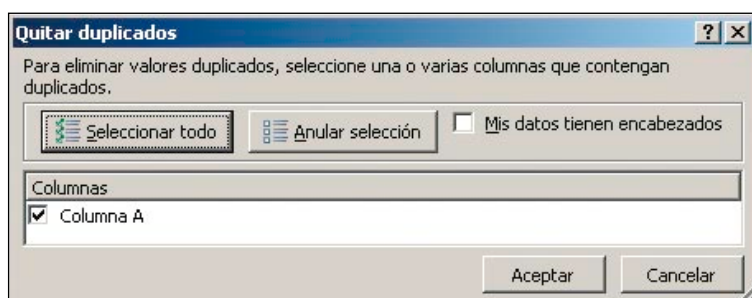 Quitar duplicados
Para eliminar valores duplicados, seleccione una o varias columnas que contengan
duplicados.
Seleccionar todo
Anular selección
Mis datos tienen encabezados
Columnas
Columna A
Aceptar
Cancelar